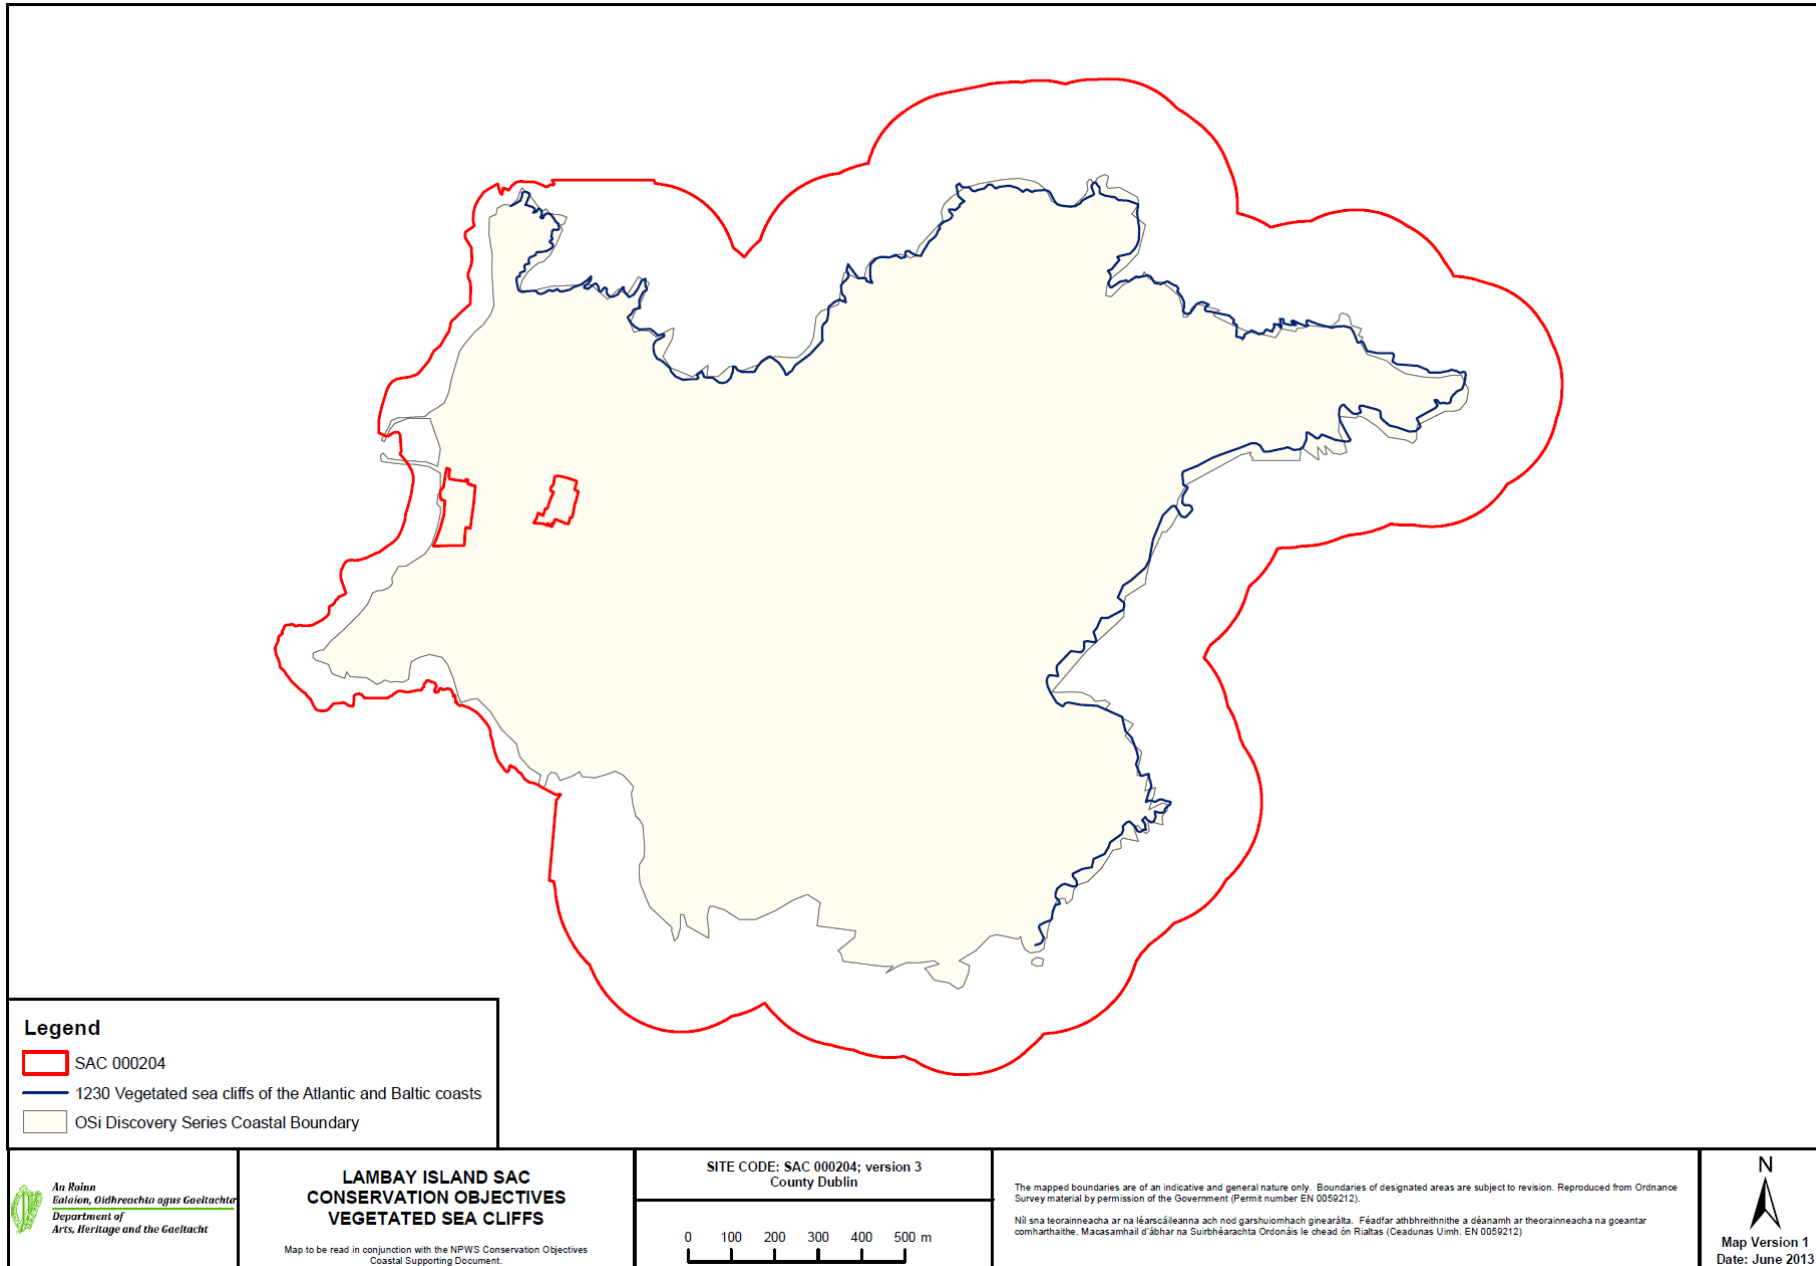 Legend
SAC 000204
1230 Vegetated sea cliffs of the Atlantic and Baltic coasts
OSi Discovery Series Coastal Boundary
An Roinn
Ealaíon, Oidhreachta agus Gaeltachta
Department of
Arts, Heritage and the Gaeltacht
LAMBAY ISLAND SAC
CONSERVATION OBJECTIVES
VEGETATED SEA CLIFFS
Map to be read in conjunction with the NPWS Conservation Objectives
Coastal Supporting Document.
SITE CODE: SAC 000204; version 3
County Dublin
0 100 200 300 400 500 m
The mapped boundaries are of an indicative and general nature only. Boundaries of designated areas are subject to revision. Reproduced from Ordnance
Survey material by permission of the Government (Permit number EN 0059212).
Níl sna teorainneacha ar na léarscáileanna ach nod garshuiomhach ginearálta. Féadfar athbhreithnithe a déanamh ar theorainneacha na gceantar
comharthaithe. Macasamhail d'ábhar na Suirbhéarachta Ordonáis le chead ón Rialtas (Ceadunas Uimh. EN 0059212)
N
Map Version 1
Date: June 2013